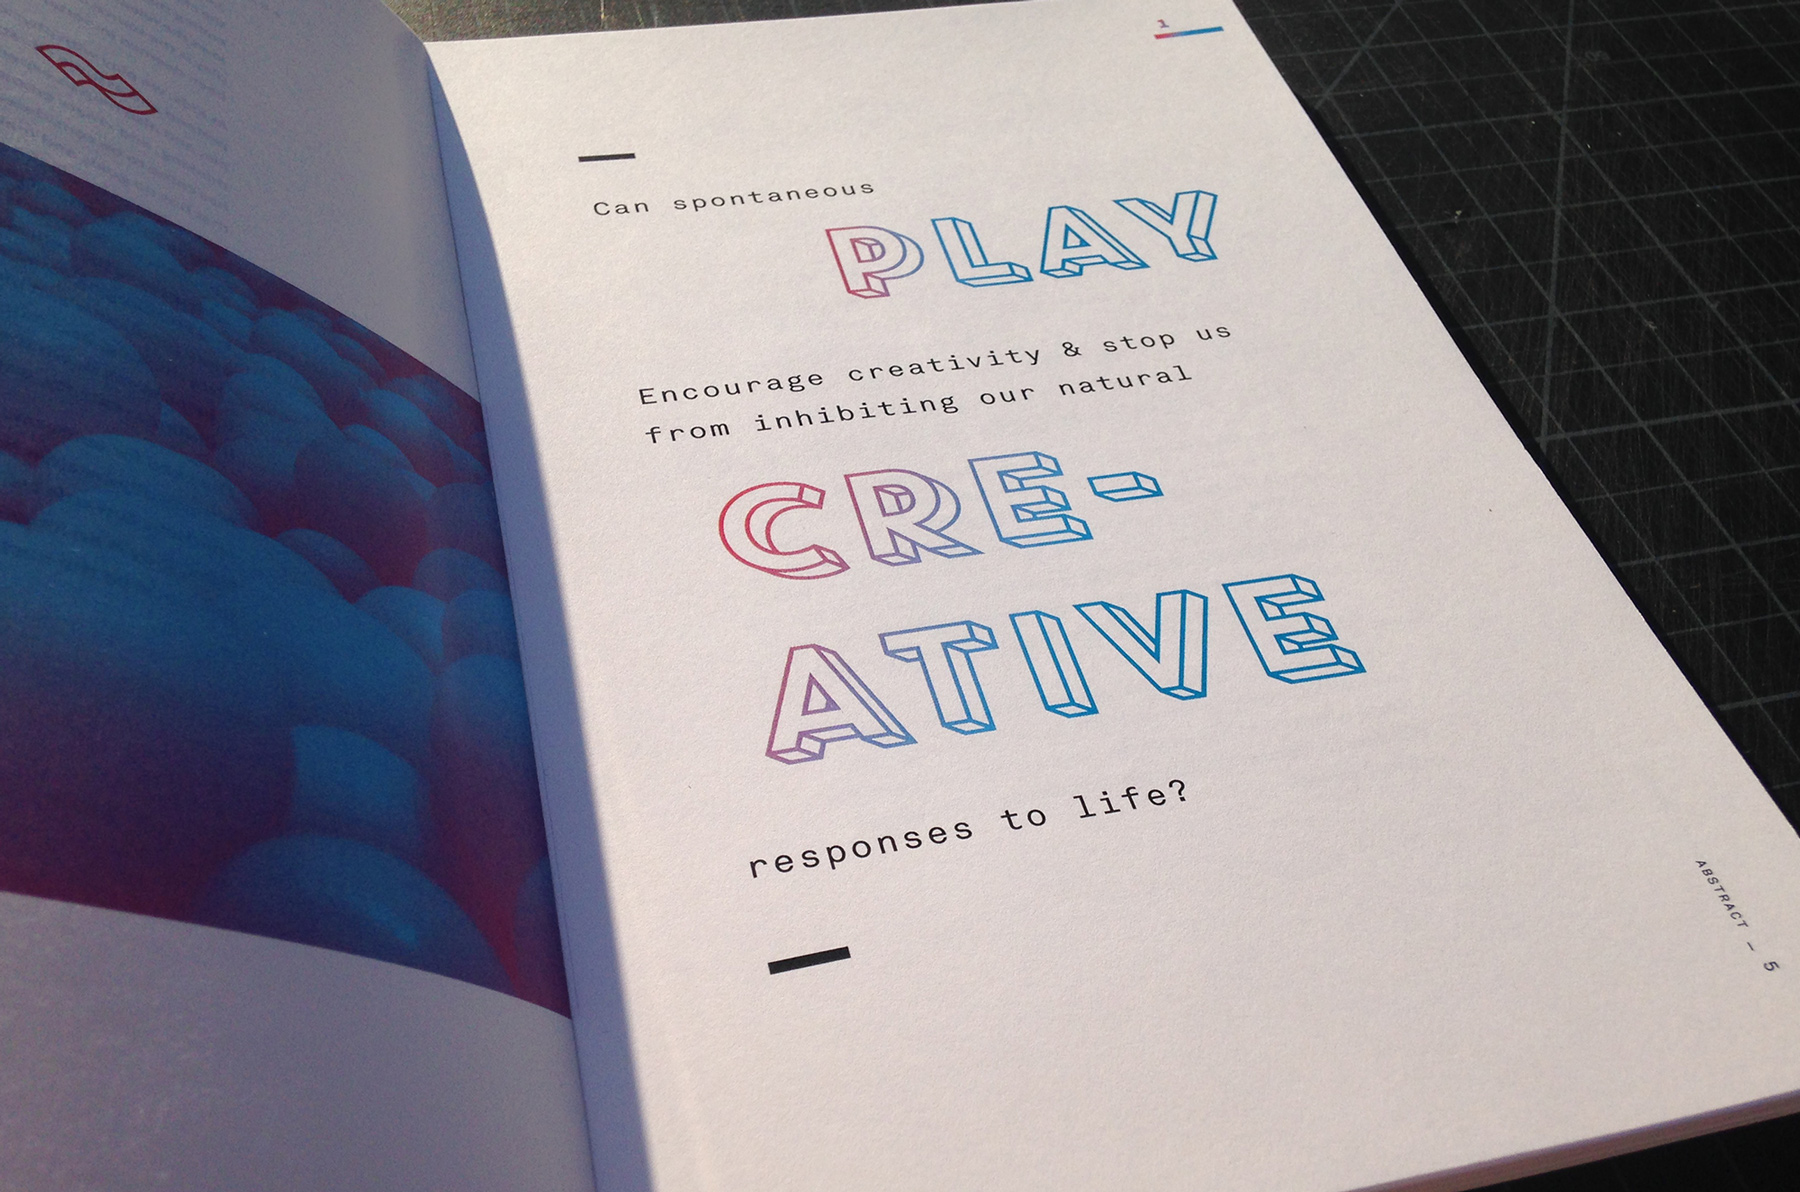 1
Can spontaneous
PLAY
Encourage creativity & stop us
from inhibiting our natural
CRE-
ATIVE
responses to life?
ABSTRACT — 5